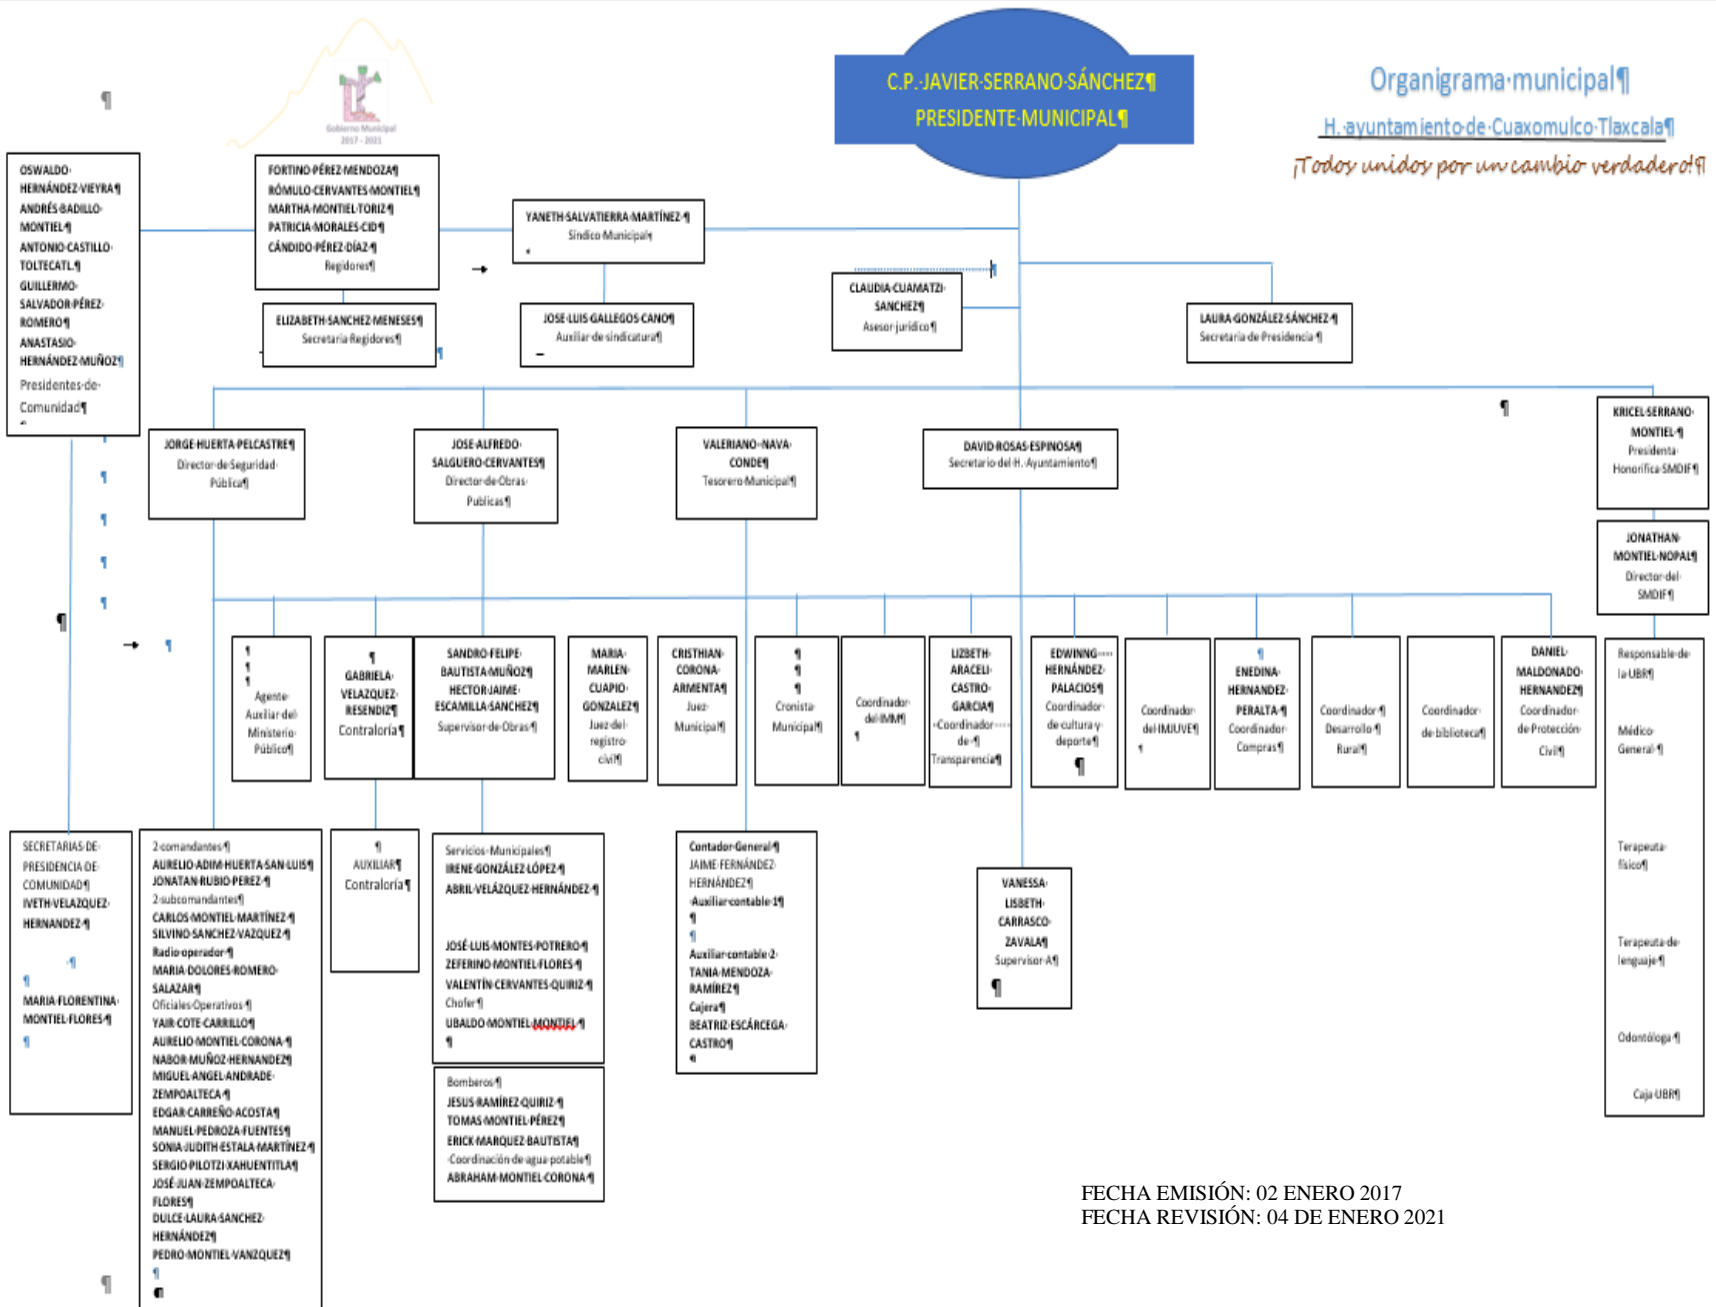 Gobierno Municipal
2017 - 2021
C.P. JAVIER SERRANO SÁNCHEZ¶
PRESIDENTE MUNICIPAL¶
Organigrama municipal¶
H. ayuntamiento de Cuaxomulco Tlaxcala¶
¡Todos unidos por un cambio verdadero!¶
OSWALDO
HERNÁNDEZ VIEYRA¶
ANDRÉS BADILLO
MONTIEL¶
ANTONIO CASTILLO
TOLTECATL.¶
GUILLERMO
SALVADOR PÉREZ
ROMERO¶
ANASTASIO
HERNÁNDEZ MUÑOZ¶
Presidentes de
Comunidad¶
FORTINO PÉREZ MENDOZA¶
RÓMULO CERVANTES MONTIEL¶
MARTHA MONTIEL TORIZ¶
PATRICIA MORALES CID¶
CÁNDIDO PÉREZ DÍAZ ¶
Regidores¶
YANETH SALVATIERRA MARTÍNEZ ¶
Sindico Municipal¶
ELIZABETH SANCHEZ MENESES¶
Secretaria Regidores¶
JOSE LUIS GALLEGOS CANO¶
Auxiliar de sindicatura¶
CLAUDIA CUAMATZI
SANCHEZ¶
Asesor jurídico ¶
LAURA GONZÁLEZ SÁNCHEZ ¶
Secretaria de Presidencia ¶
JORGE HUERTA PELCASTRE¶
Director de Seguridad
Pública¶
JOSE ALFREDO
SALGUERO CERVANTES¶
Director de Obras
Publicas¶
VALERIANO NAVA
CONDE¶
Tesorero Municipal¶
DAVID ROSAS ESPINOSA¶
Secretario del H. Ayuntamiento¶
KRICEL SERRANO
MONTIEL ¶
Presidenta
Honorífica SMDIF¶
JONATHAN
MONTIEL NOPAL¶
Director del
SMDIF¶
Agente
Auxiliar del
Ministerio
Público¶
GABRIELA
VELAZQUEZ
RESENDIZ¶
Contraloría¶
SANDRO FELIPE
BAUTISTA MUÑOZ¶
HECTOR JAIME
ESCAMILLA SANCHEZ¶
Supervisor de Obras ¶
MARIA
MARLEN
CUAPIO
GONZALEZ¶
Juez del
registro
civil¶
CRISTHIAN
CORONA
ARMENTA¶
Juez
Municipal¶
Cronista
Municipal¶
Coordinador
del IMM¶
LIZBETH
ARACELI
CASTRO
GARCIA¶
Coordinador
de ¶
Transparencia¶
EDWINNG
HERNÁNDEZ
PALACIOS¶
Coordinador
de cultura y
deporte¶
Coordinador
del IMJUVE¶
ENEDINA
HERNANDEZ
PERALTA ¶
Coordinador
Compras¶
Coordinador ¶
Desarrollo ¶
Rural¶
Coordinador
de biblioteca¶
DANIEL
MALDONADO
HERNANDEZ¶
Coordinador
de Protección
Civil¶
Responsable de
la UBR¶
Médico
General ¶
Terapeuta
físico¶
Terapeuta de
lenguaje ¶
Odontóloga ¶
Caja UBR¶
SECRETARIAS DE
PRESIDENCIA DE
COMUNIDAD¶
IVETH VELAZQUEZ
HERNANDEZ ¶
MARIA FLORENTINA
MONTIEL FLORES ¶
2 comandantes ¶
AURELIO ADIM HUERTA SAN LUIS¶
JONATAN RUBIO PEREZ ¶
2 subcomandantes¶
CARLOS MONTIEL MARTÍNEZ ¶
SILVINO SANCHEZ VAZQUEZ ¶
Radio operador ¶
MARIA DOLORES ROMERO
SALAZAR¶
Oficiales Operativos ¶
YAIR COTE CARRILLO¶
AURELIO MONTIEL CORONA ¶
NABOR MUÑOZ HERNANDEZ¶
MIGUEL ANGEL ANDRADE
ZEMPOALTECA ¶
EDGAR CARREÑO ACOSTA¶
MANUEL PEDROZA FUENTES¶
SONIA JUDITH ESTALA MARTÍNEZ ¶
SERGIO PILOTZI XAHUENTITLA¶
JOSÉ JUAN ZEMPOALTECA
FLORES¶
DULCE LAURA SANCHEZ
HERNÁNDEZ¶
PEDRO MONTIEL VANZQUEZ¶
AUXILIAR¶
Contraloría¶
Servicios Municipales ¶
IRENE GONZÁLEZ LÓPEZ ¶
ABRIL VELÁZQUEZ HERNÁNDEZ ¶
JOSÉ LUIS MONTES POTRERO ¶
ZEFERINO MONTIEL FLORES ¶
VALENTÍN CERVANTES QUIRIZ ¶
Chofer ¶
UBALDO MONTIEL MONTIEL ¶
Bomberos ¶
JESUS RAMÍREZ QUIRIZ ¶
TOMAS MONTIEL PÉREZ ¶
ERICK MARQUEZ BAUTISTA¶
Coordinación de agua potable¶
ABRAHAM MONTIEL CORONA ¶
Contador General ¶
JAIME FERNÁNDEZ
HERNÁNDEZ¶
Auxiliar contable 1¶
Auxiliar contable 2
TANIA MENDOZA
RAMÍREZ¶
Cajera¶
BEATRIZ ESCÁRCEGA
CASTRO¶
VANESSA
LISBETH
CARRASCO
ZAVALA¶
Supervisor A¶
FECHA EMISIÓN: 02 ENERO 2017
FECHA REVISIÓN: 04 DE ENERO 2021